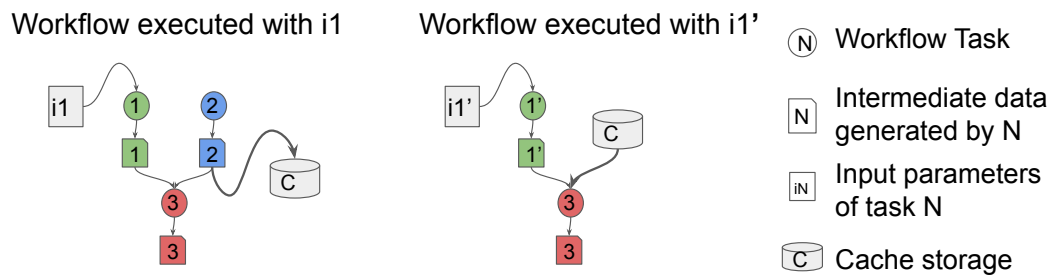 Workflow executed with i1
i1
1
2
1
2
C
3
3
Workflow executed with i1’
i1'
1'
C
1'
3
3
N Workflow Task
N Intermediate data
generated by N
iN Input parameters
of task N
C Cache storage